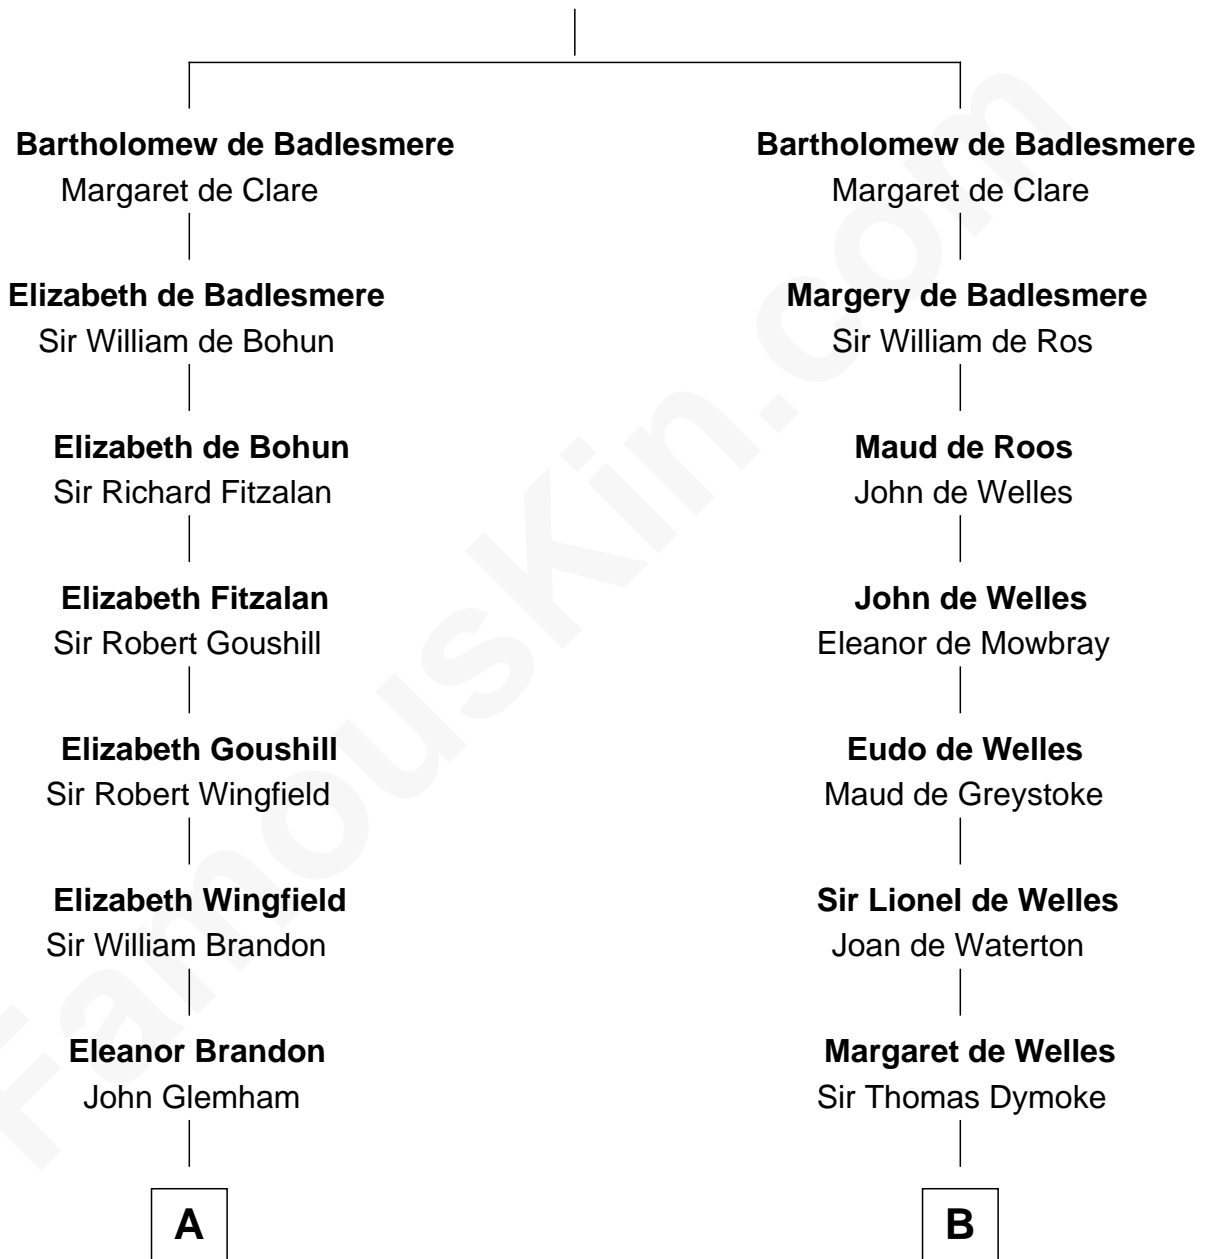 Bartholomew de Badlesmere
Margaret de Clare
Elizabeth de Badlesmere
Sir William de Bohun
Elizabeth de Bohun
Sir Richard Fitzalan
Elizabeth Fitzalan
Sir Robert Goushill
Elizabeth Goushill
Sir Robert Wingfield
Elizabeth Wingfield
Sir William Brandon
Eleanor Brandon
John Glemham
A
Bartholomew de Badlesmere
Margaret de Clare
Margery de Badlesmere
Sir William de Ros
Maud de Roos
John de Welles
John de Welles
Eleanor de Mowbray
Eudo de Welles
Maud de Greystoke
Sir Lionel de Welles
Joan de Waterton
Margaret de Welles
Sir Thomas Dymoke
B
FamousKin.com